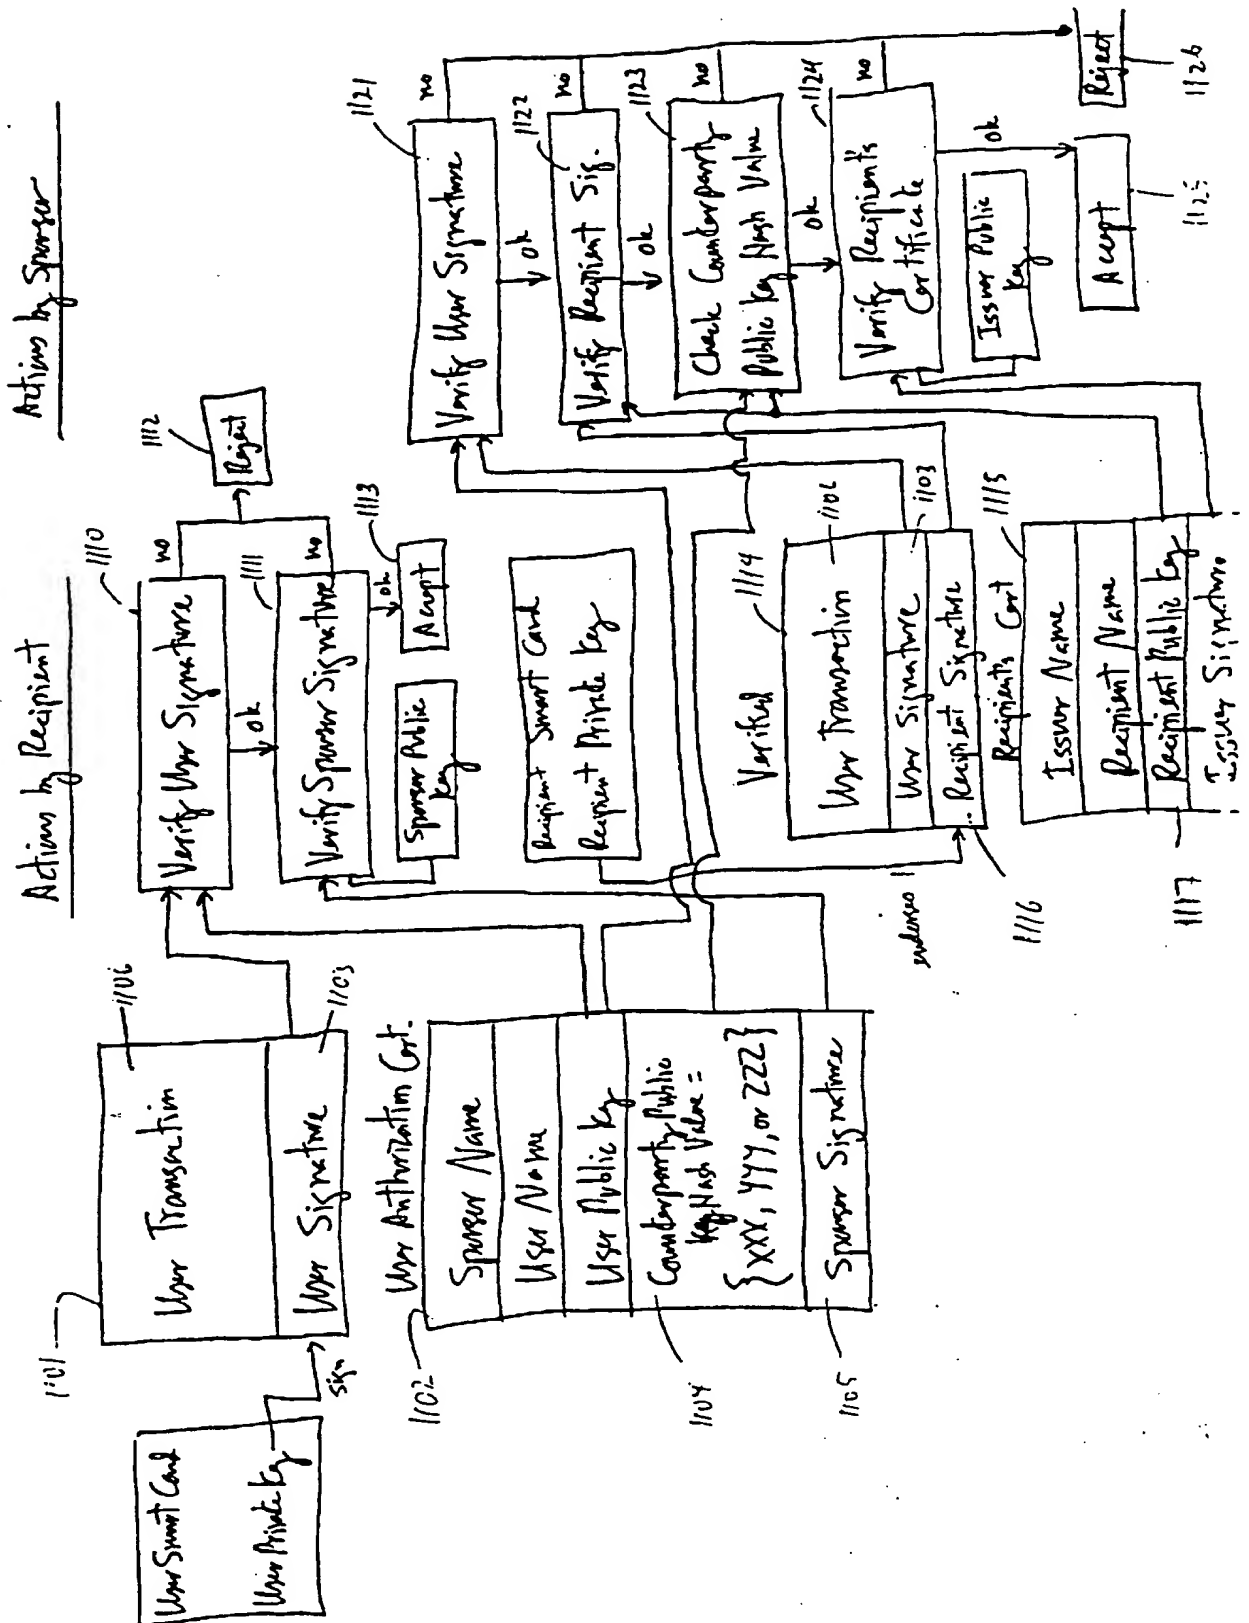 Actions by Recipient
Actions by Sponsor
User Smart Card
User Private Key
sign
1101
User Transaction
1106
User Signature
1103
User Authorization Cert.
1102
Sponsor Name
User Name
User Public Key
Counterparty Public
Key Hash Value =
{XXX, YYY, or ZZZ}
1104
Sponsor Signature
1105
1110
Verify User Signature
no
ok
1111
Verify Sponsor Signature
no
ok
1112
Reject
Sponsor Public
Key
1113
Accept
Recipient Smart Card
Recipient Private Key
endorses
Verified
1114
User Transaction
1106
User Signature
1103
Recipient Signature
1116
Recipients Cert
1115
Issuer Name
Recipient Name
Recipient Public Key
1117
Issuer Signature
1121
Verify User Signature
no
ok
1122
Verify Recipient Sig.
no
ok
1123
Check Counterparty
Public Key Hash Value
no
ok
1124
Verify Recipient's
Certificate
no
ok
Issuer Public
Key
Accept
1125
Reject
1126